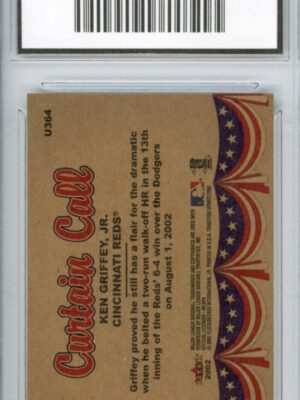 U364
Curtain Call
KEN GRIFFEY, JR.
CINCINNATI REDS®
Griffey proved he still has a flair for the dramatic
when he belted a two-run walk-off HR in the 13th
inning of the Reds' 6-4 win over the Dodgers
on August 1, 2002
2002